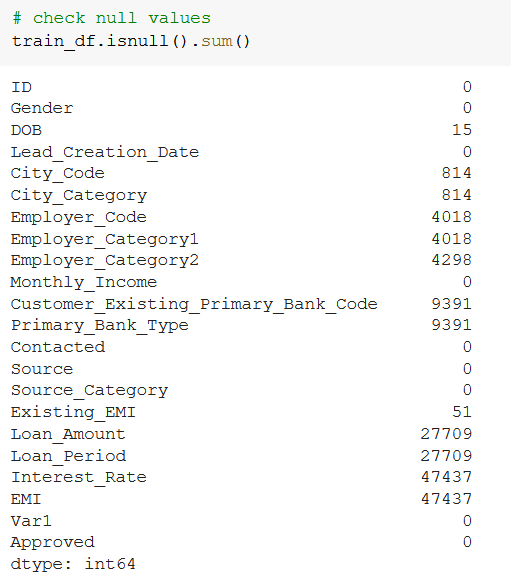 # check null values
train_df.isnull().sum()
ID 0
Gender 0
DOB 15
Lead_Creation_Date 0
City_Code 814
City_Category 814
Employer_Code 4018
Employer_Category1 4018
Employer_Category2 4298
Monthly_Income 0
Customer_Existing_Primary_Bank_Code 9391
Primary_Bank_Type 9391
Contacted 0
Source 0
Source_Category 0
Existing_EMI 51
Loan_Amount 27709
Loan_Period 27709
Interest_Rate 47437
EMI 47437
Var1 0
Approved 0
dtype: int64